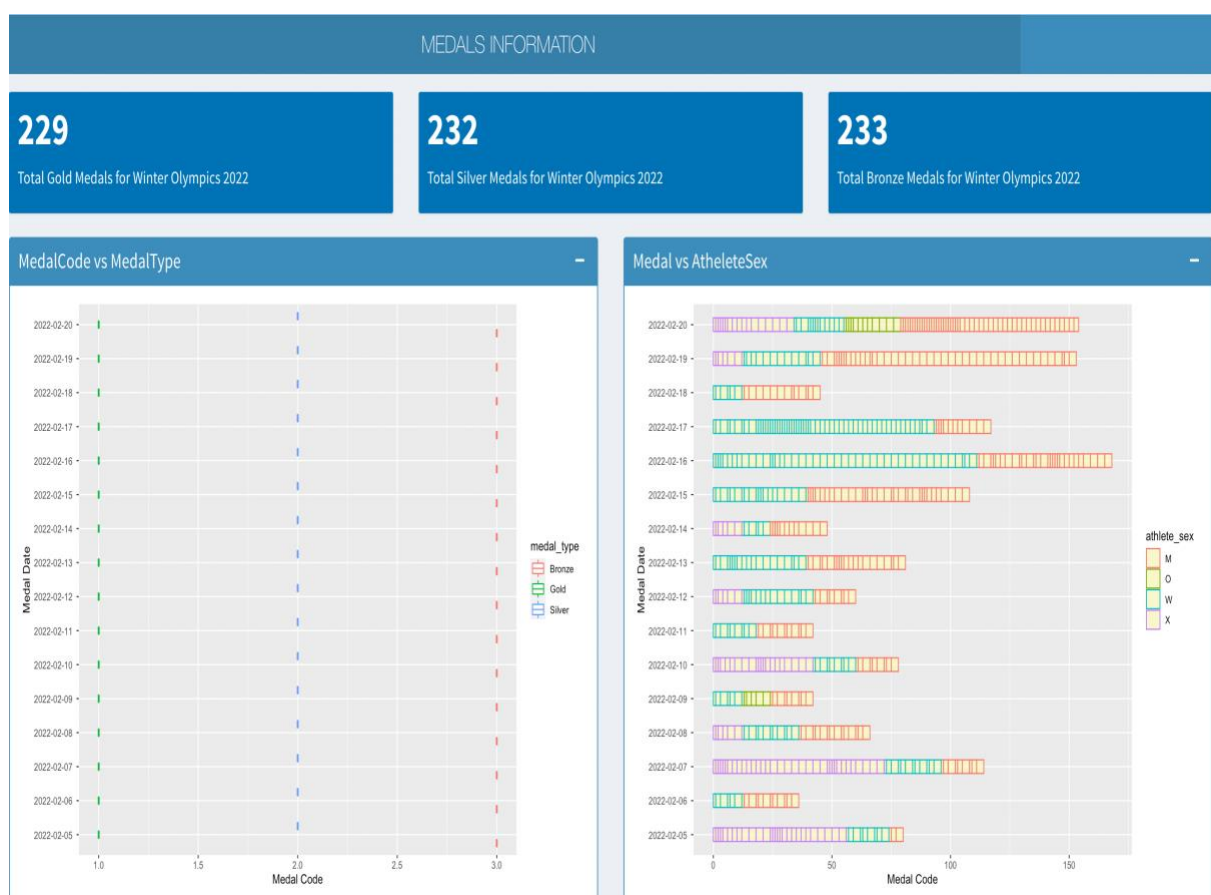 MEDALS INFORMATION
229
Total Gold Medals for Winter Olympics 2022
232
Total Silver Medals for Winter Olympics 2022
233
Total Bronze Medals for Winter Olympics 2022
MedalCode vs MedalType
2022-02-20
2022-02-19
2022-02-18
2022-02-17
2022-02-16
2022-02-15
2022-02-14
2022-02-13
2022-02-12
2022-02-11
2022-02-10
2022-02-09
2022-02-08
2022-02-07
2022-02-06
2022-02-05
Medal Date
1.0 1.5 2.0 2.5 3.0
Medal Code
medal_type
Bronze
Gold
Silver
Medal vs AtheleteSex
2022-02-20
2022-02-19
2022-02-18
2022-02-17
2022-02-16
2022-02-15
2022-02-14
2022-02-13
2022-02-12
2022-02-11
2022-02-10
2022-02-09
2022-02-08
2022-02-07
2022-02-06
2022-02-05
Medal Date
0 50 100 150
Medal Code
athlete_sex
M
O
W
X